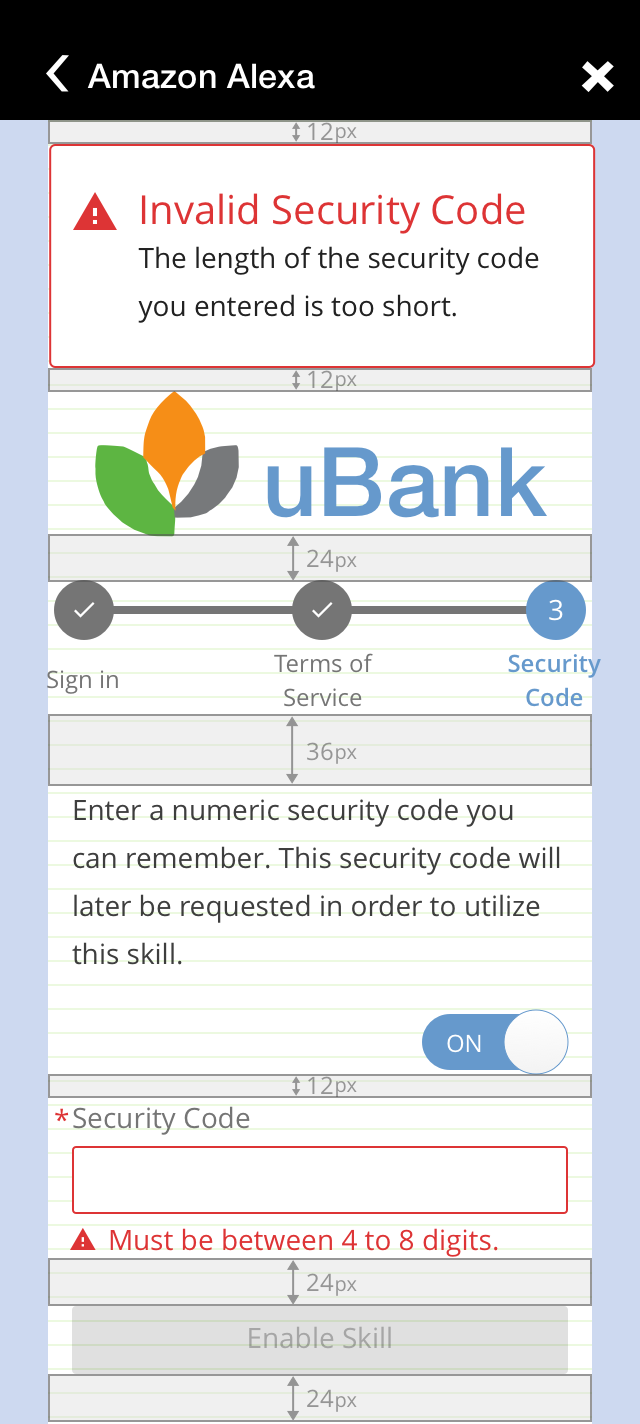 Amazon Alexa
12px
Invalid Security Code
The length of the security code
you entered is too short.
12px
uBank
24px
3
Sign in
Terms of
Service
Security
Code
36px
Enter a numeric security code you
can remember. This security code will
later be requested in order to utilize
this skill.
ON
12px
*Security Code
Must be between 4 to 8 digits.
24px
Enable Skill
24px